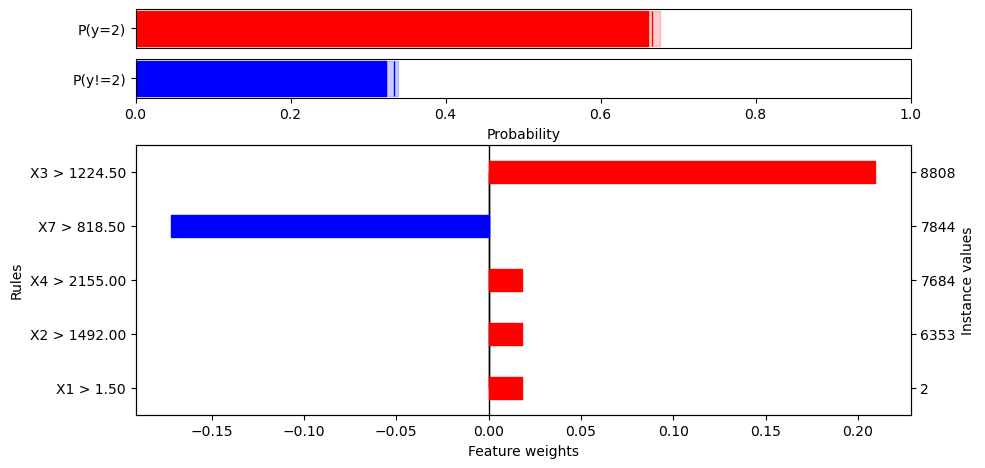 P(y=2)
P(y!=2)
0.0 0.2 0.4 0.6 0.8 1.0
Probability
X3 > 1224.50 8808
X7 > 818.50 7844
X4 > 2155.00 7684
X2 > 1492.00 6353
X1 > 1.50 2
Rules
Instance values
−0.15 −0.10 −0.05 0.00 0.05 0.10 0.15 0.20
Feature weights